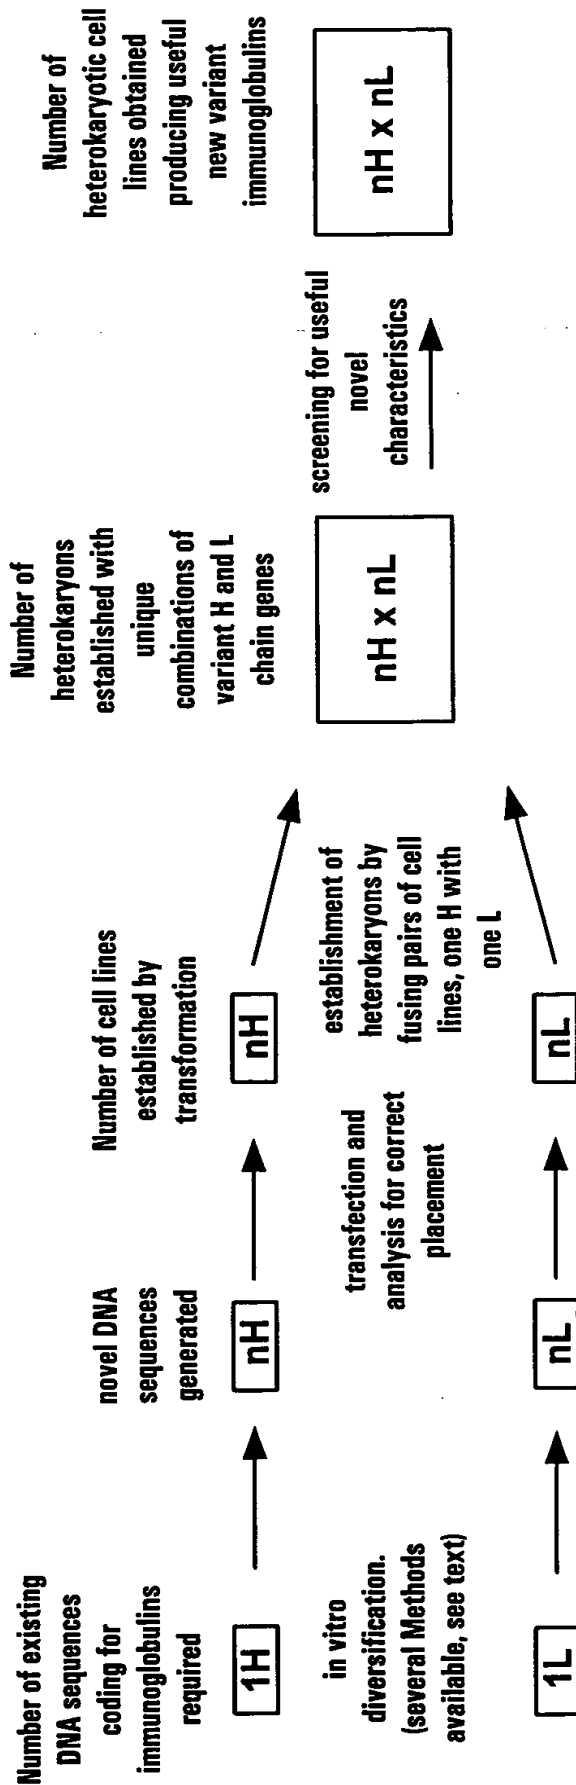 Number of existing
DNA sequences
coding for
immunoglobulins
required
1H
in vitro
diversification.
(several Methods
available, see text)
1L
novel DNA
sequences
generated
nH
transfection and
analysis for correct
placement
nL
Number of cell lines
established by
transformation
nH
establishment of
heterokaryons by
fusing pairs of cell
lines, one H with
one L
nL
Number of
heterokaryons
established with
unique
combinations of
variant H and L
chain genes
nH x nL
screening for useful
novel
characteristics
Number of
heterokaryotic cell
lines obtained
producing useful
new variant
immunoglobulins
nH x nL